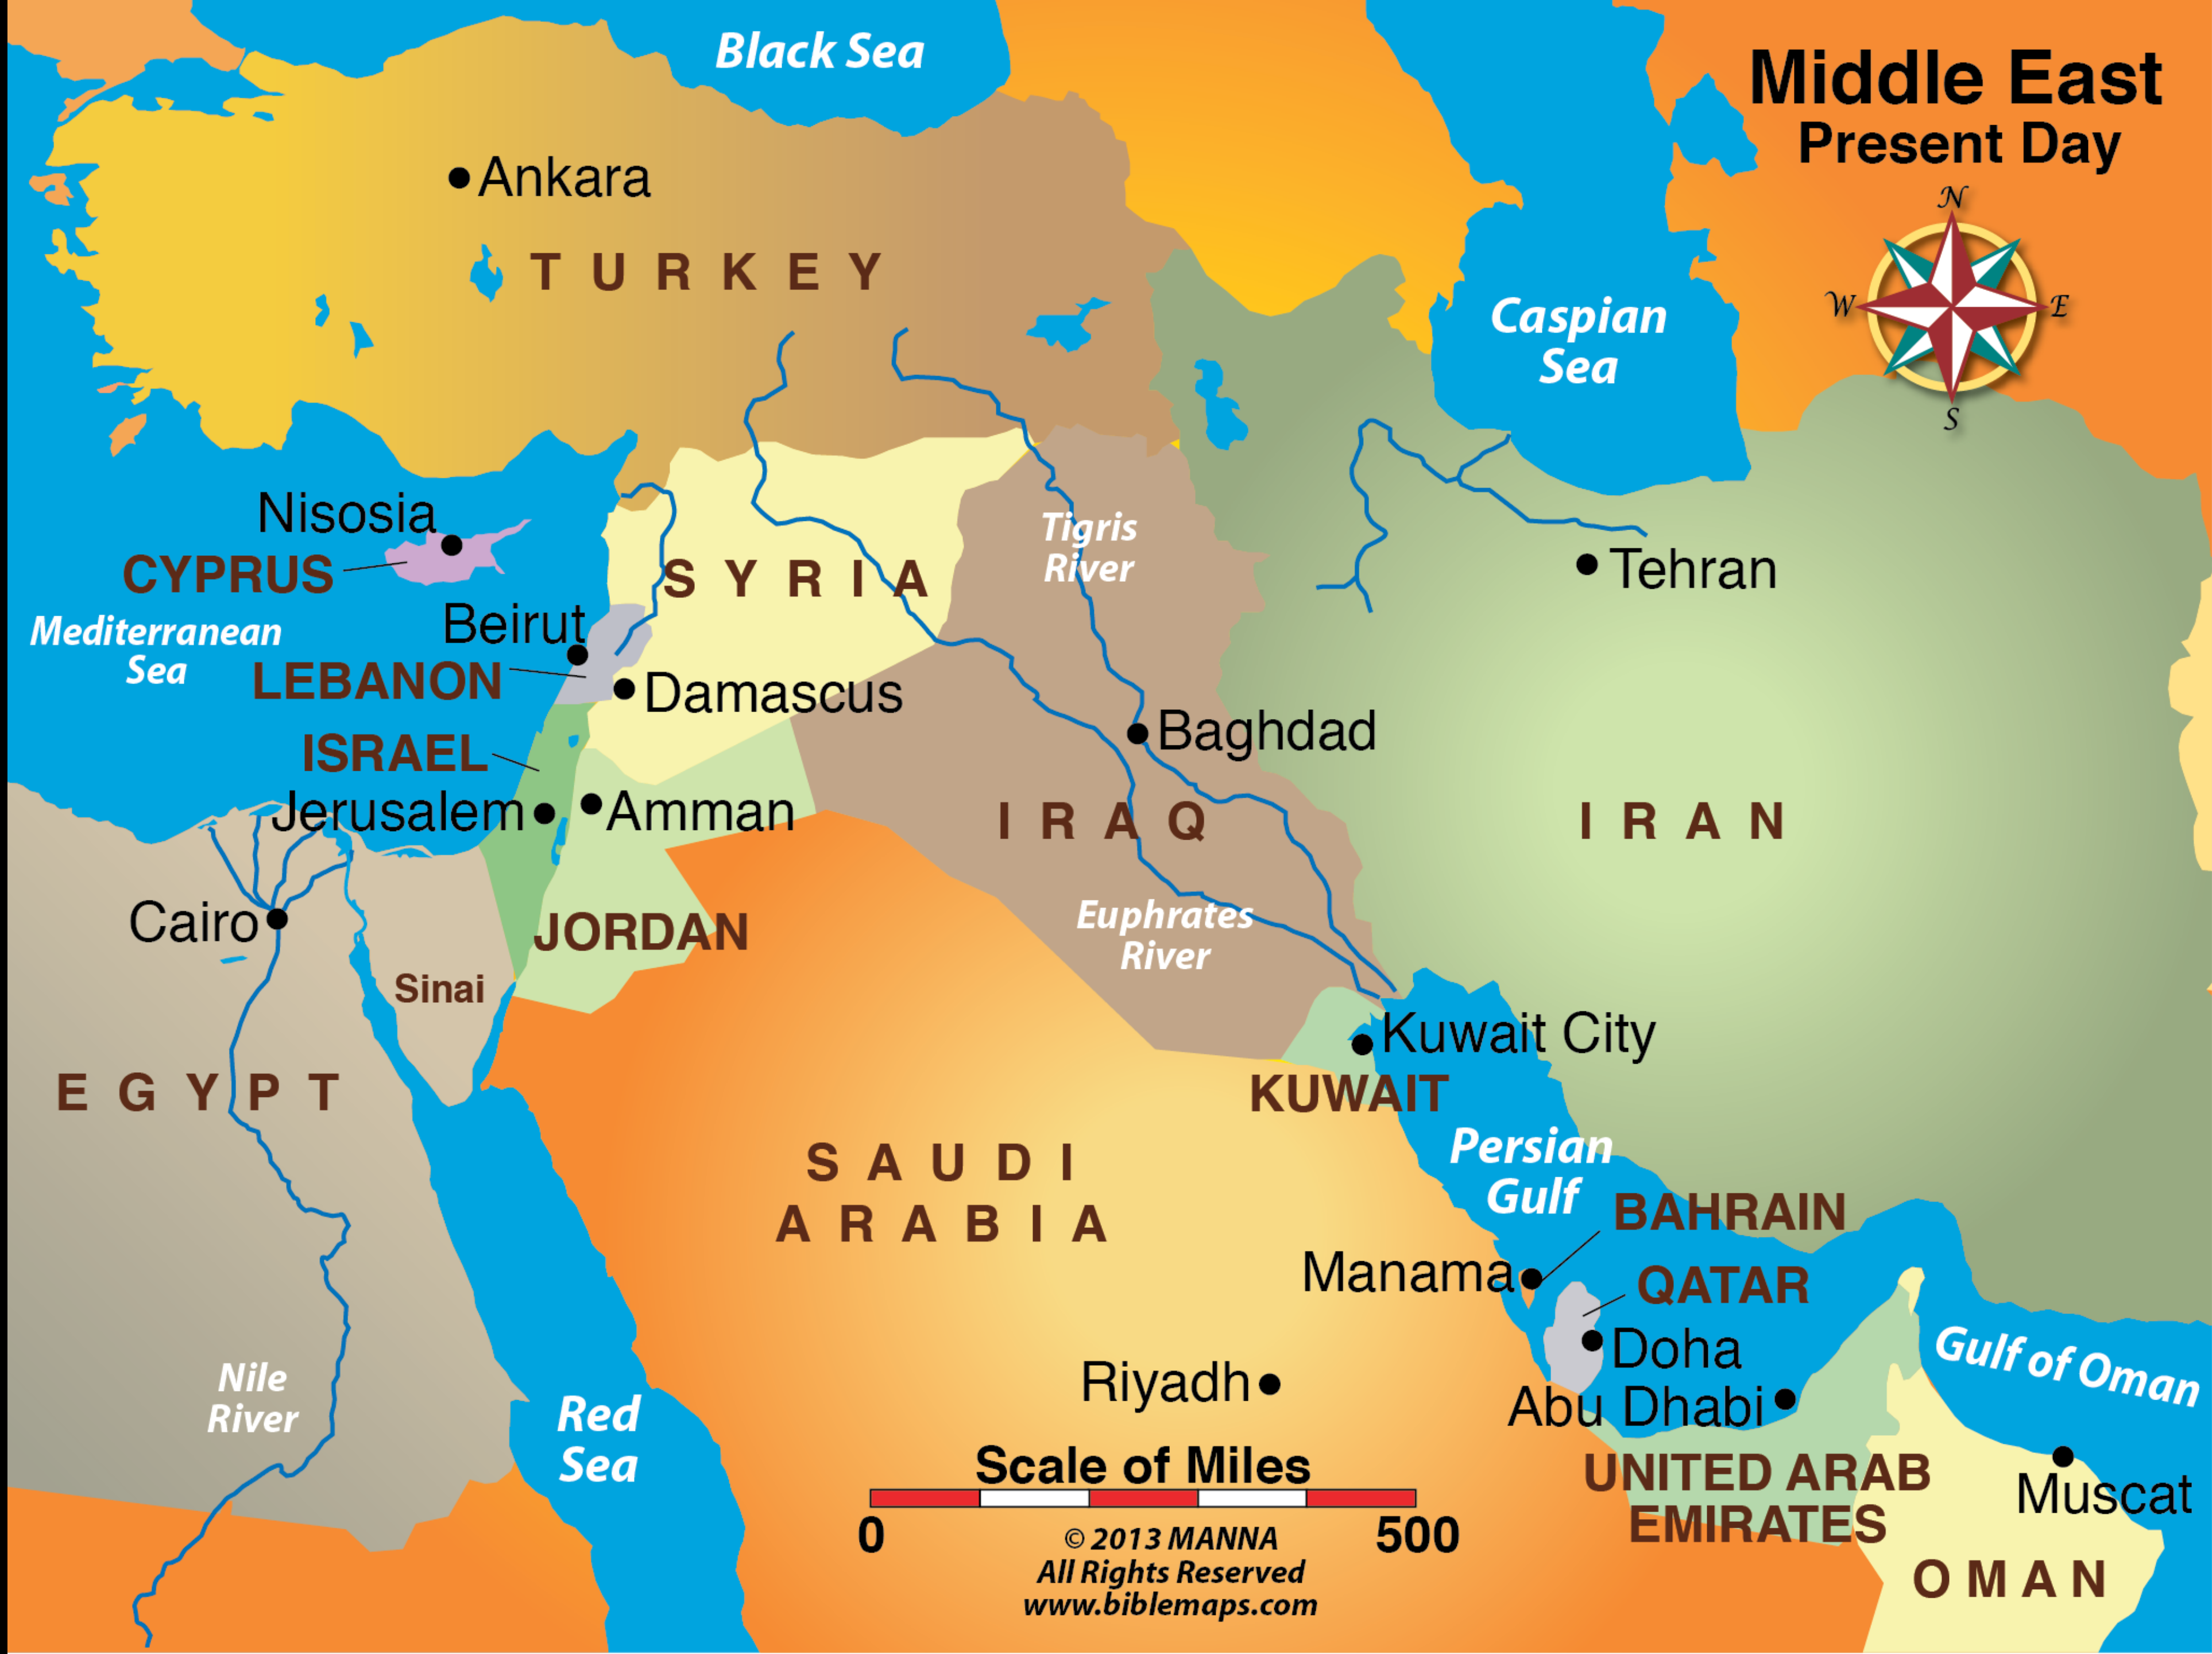 Black Sea
Middle East
Present Day
N
W
E
S
Ankara
TURKEY
Caspian
Sea
Nisosia
CYPRUS
Mediterranean
Sea
Beirut
LEBANON
SYRIA
Tigris
River
Tehran
Damascus
ISRAEL
Jerusalem
Amman
Baghdad
IRAQ
IRAN
Cairo
JORDAN
Sinai
Euphrates
River
Kuwait City
KUWAIT
EGYPT
SAUDI
ARABIA
Persian
Gulf
BAHRAIN
Manama
QATAR
Doha
Gulf of Oman
Nile
River
Red
Sea
Riyadh
Abu Dhabi
UNITED ARAB
EMIRATES
Muscat
OMAN
Scale of Miles
0
500
© 2013 MANNA
All Rights Reserved
www.biblemaps.com